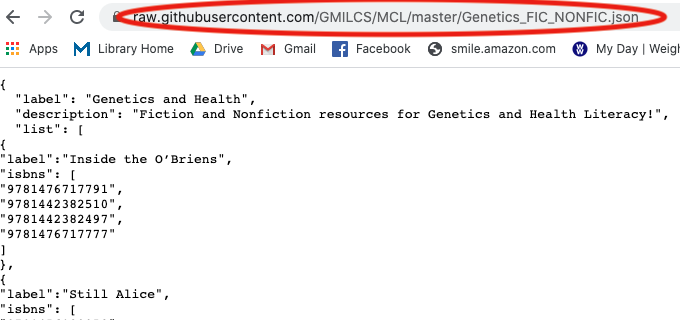 raw.githubusercontent.com/GMILCS/MCL/master/Genetics_FIC_NONFIC.json
Apps M Library Home Drive Gmail Facebook smile.amazon.com My Day | Weigh
{
"label": "Genetics and Health",
"description": "Fiction and Nonfiction resources for Genetics and Health Literacy!",
"list": [
{
"label":"Inside the O’Briens",
"isbns": [
"9781476717791",
"9781442382510",
"9781442382497",
"9781476717777"
]
},
{
"label":"Still Alice",
"isbns": [